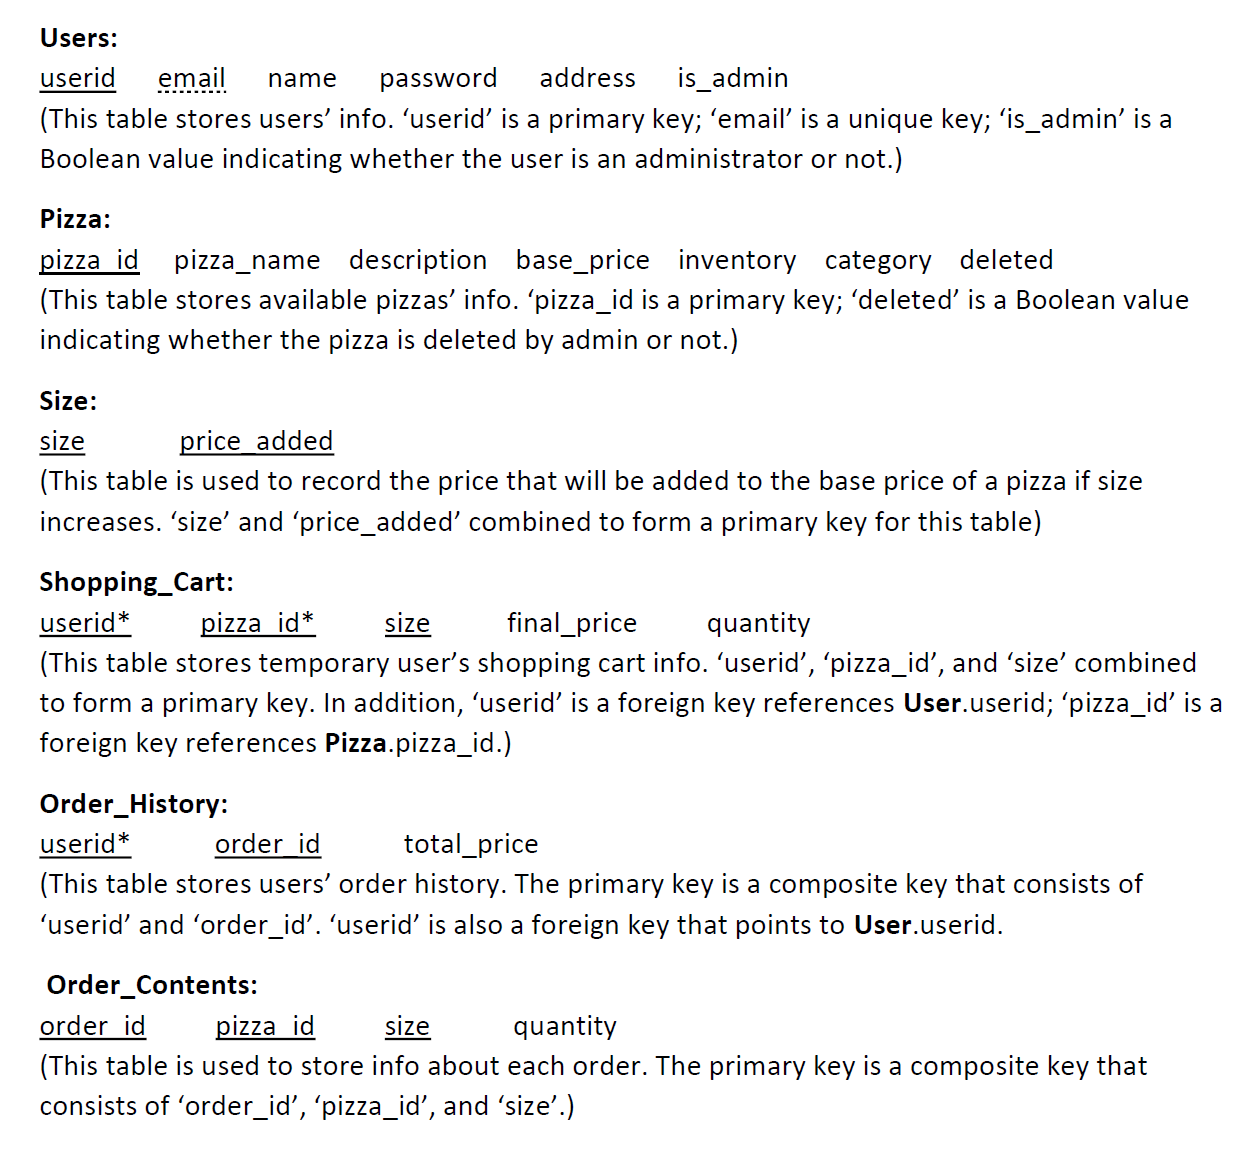 Users:
userid email name password address is_admin
(This table stores users’ info. ‘userid’ is a primary key; ‘email’ is a unique key; ‘is_admin’ is a
Boolean value indicating whether the user is an administrator or not.)
Pizza:
pizza_id pizza_name description base_price inventory category deleted
(This table stores available pizzas’ info. ‘pizza_id is a primary key; ‘deleted’ is a Boolean value
indicating whether the pizza is deleted by admin or not.)
Size:
size price_added
(This table is used to record the price that will be added to the base price of a pizza if size
increases. ‘size’ and ‘price_added’ combined to form a primary key for this table)
Shopping_Cart:
userid* pizza_id* size final_price quantity
(This table stores temporary user’s shopping cart info. ‘userid’, ‘pizza_id’, and ‘size’ combined
to form a primary key. In addition, ‘userid’ is a foreign key references User.userid; ‘pizza_id’ is a
foreign key references Pizza.pizza_id.)
Order_History:
userid* order_id total_price
(This table stores users’ order history. The primary key is a composite key that consists of
‘userid’ and ‘order_id’. ‘userid’ is also a foreign key that points to User.userid.
Order_Contents:
order_id pizza_id size quantity
(This table is used to store info about each order. The primary key is a composite key that
consists of ‘order_id’, ‘pizza_id’, and ‘size’.)